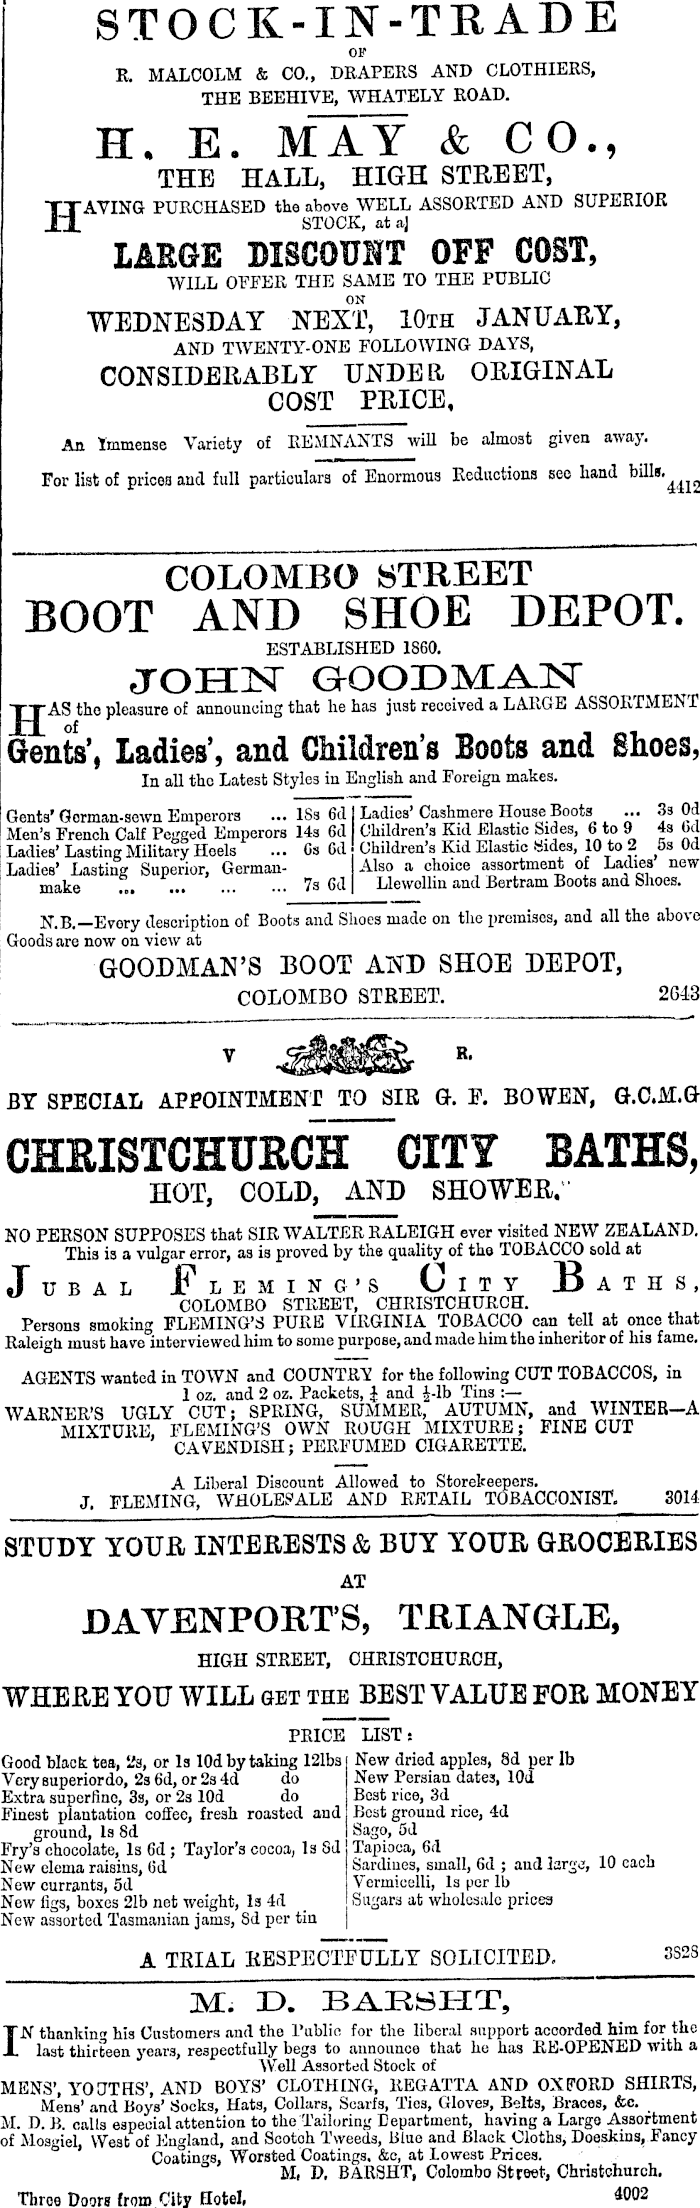 STOCK-IN-TRADE
OF
R. MALCOLM & CO., DRAPERS AND CLOTHIERS,
THE BEEHIVE, WHATELY ROAD.
H. E. MAY & CO.,
THE HALL, HIGH STREET,
HAVING PURCHASED the above WELL ASSORTED AND SUPERIOR
STOCK, at a
LARGE DISCOUNT OFF COST,
WILL OFFER THE SAME TO THE PUBLIC
ON
WEDNESDAY NEXT, 10TH JANUARY,
AND TWENTY-ONE FOLLOWING DAYS,
CONSIDERABLY UNDER ORIGINAL
COST PRICE,
An Immense Variety of REMNANTS will be almost given away.
For list of prices and full particulars of Enormous Reductions see hand bills.
4412
COLOMBO STREET
BOOT AND SHOE DEPOT.
ESTABLISHED 1860.
JOHN GOODMAN
HAS the pleasure of announcing that he has just received a LARGE ASSORTMENT
of
Gents', Ladies', and Children's Boots and Shoes,
In all the Latest Styles in English and Foreign makes.
Gents' German-sewn Emperors ... 18s 6d
Men's French Calf Pegged Emperors 14s 6d
Ladies' Lasting Military Heels ... 6s 6d
Ladies' Lasting Superior, German-
make ... ... ... ... 7s 6d
Ladies' Cashmere House Boots ... 3s 0d
Children's Kid Elastic Sides, 6 to 9 4s 6d
Children's Kid Elastic Sides, 10 to 2 5s 0d
Also a choice assortment of Ladies' new
Llewellin and Bertram Boots and Shoes.
N.B.—Every description of Boots and Shoes made on the premises, and all the above
Goods are now on view at
GOODMAN'S BOOT AND SHOE DEPOT,
COLOMBO STREET. 2643
V R.
BY SPECIAL APPOINTMENT TO SIR G. F. BOWEN, G.C.M.G
CHRISTCHURCH CITY BATHS,
HOT, COLD, AND SHOWER.
NO PERSON SUPPOSES that SIR WALTER RALEIGH ever visited NEW ZEALAND.
This is a vulgar error, as is proved by the quality of the TOBACCO sold at
JUBAL FLEMING'S CITY BATHS,
COLOMBO STREET, CHRISTCHURCH.
Persons smoking FLEMING'S PURE VIRGINIA TOBACCO can tell at once that
Raleigh must have interviewed him to some purpose, and made him the inheritor of his fame.
AGENTS wanted in TOWN and COUNTRY for the following CUT TOBACCOS, in
1 oz. and 2 oz. Packets, ¼ and ½-lb Tins :—
WARNER'S UGLY CUT; SPRING, SUMMER, AUTUMN, and WINTER—A
MIXTURE, FLEMING'S OWN ROUGH MIXTURE; FINE CUT
CAVENDISH; PERFUMED CIGARETTE.
A Liberal Discount Allowed to Storekeepers.
J. FLEMING, WHOLESALE AND RETAIL TOBACCONIST. 3014
STUDY YOUR INTERESTS & BUY YOUR GROCERIES
AT
DAVENPORT'S, TRIANGLE,
HIGH STREET, CHRISTCHURCH,
WHERE YOU WILL GET THE BEST VALUE FOR MONEY
PRICE LIST:
Good black tea, 2s, or 1s 10d by taking 12lbs
Very superior do, 2s 6d, or 2s 4d do
Extra superfine, 3s, or 2s 10d do
Finest plantation coffee, fresh roasted and
ground, 1s 8d
Fry's chocolate, 1s 6d; Taylor's cocoa, 1s 8d
New elema raisins, 6d
New currants, 5d
New figs, boxes 2lb net weight, 1s 4d
New assorted Tasmanian jams, 8d per tin
New dried apples, 8d per lb
New Persian dates, 10d
Best rice, 3d
Best ground rice, 4d
Sago, 5d
Tapioca, 6d
Sardines, small, 6d ; and large, 10 each
Vermicelli, 1s per lb
Sugars at wholesale prices
A TRIAL RESPECTFULLY SOLICITED. 3828
M. D. BARSHT,
IN thanking his Customers and the Public for the liberal support accorded him for the
last thirteen years, respectfully begs to announce that he has RE-OPENED with a
Well Assorted Stock of
MENS', YOUTHS', AND BOYS' CLOTHING, REGATTA AND OXFORD SHIRTS,
Mens' and Boys' Socks, Hats, Collars, Scarfs, Ties, Gloves, Belts, Braces, &c.
M. D. B. calls especial attention to the Tailoring Department, having a Large Assortment
of Mosgiel, West of England, and Scotch Tweeds, Blue and Black Cloths, Doeskins, Fancy
Coatings, Worsted Coatings, &c, at Lowest Prices.
M. D. BARSHT, Colombo Street, Christchurch.
Three Doors from City Hotel, 4002